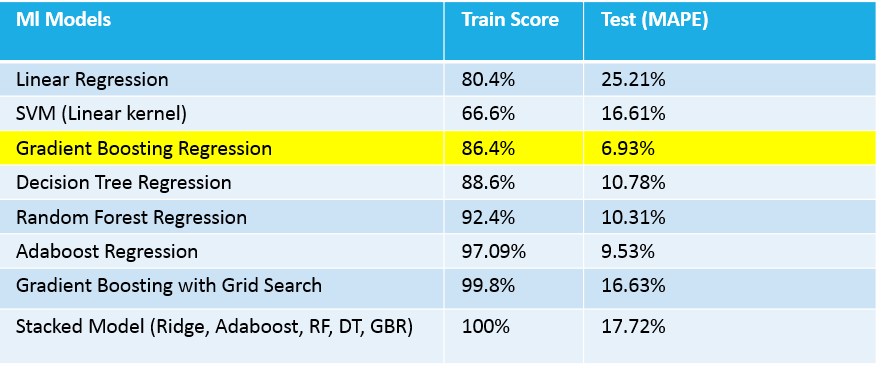 Ml Models Train Score Test (MAPE)
Linear Regression 80.4% 25.21%
SVM (Linear kernel) 66.6% 16.61%
Gradient Boosting Regression 86.4% 6.93%
Decision Tree Regression 88.6% 10.78%
Random Forest Regression 92.4% 10.31%
Adaboost Regression 97.09% 9.53%
Gradient Boosting with Grid Search 99.8% 16.63%
Stacked Model (Ridge, Adaboost, RF, DT, GBR) 100% 17.72%